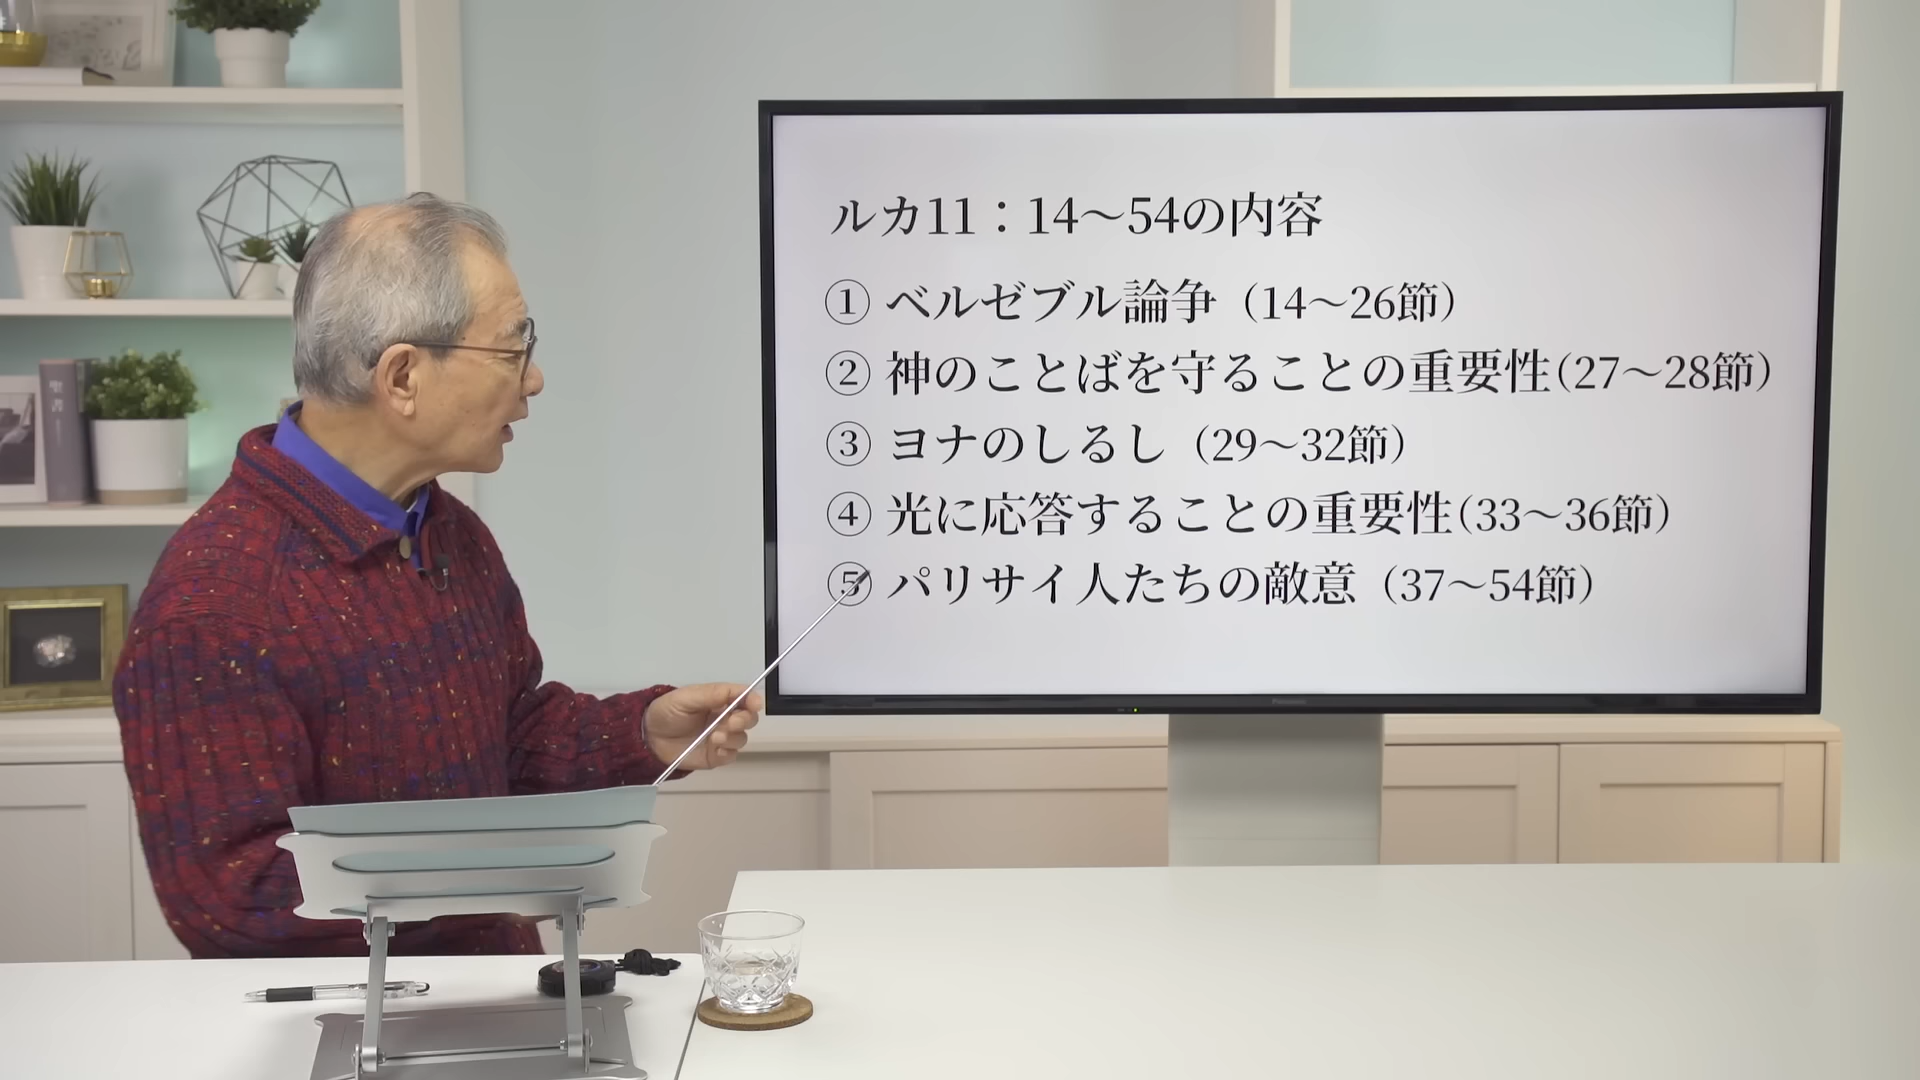 ルカ11：14～54の内容
① ベルゼブル論争（14～26節）
② 神のことばを守ることの重要性(27～28節)
③ ヨナのしるし（29～32節）
④ 光に応答することの重要性(33～36節)
⑤ パリサイ人たちの敵意（37～54節）
聖書
Panasonic